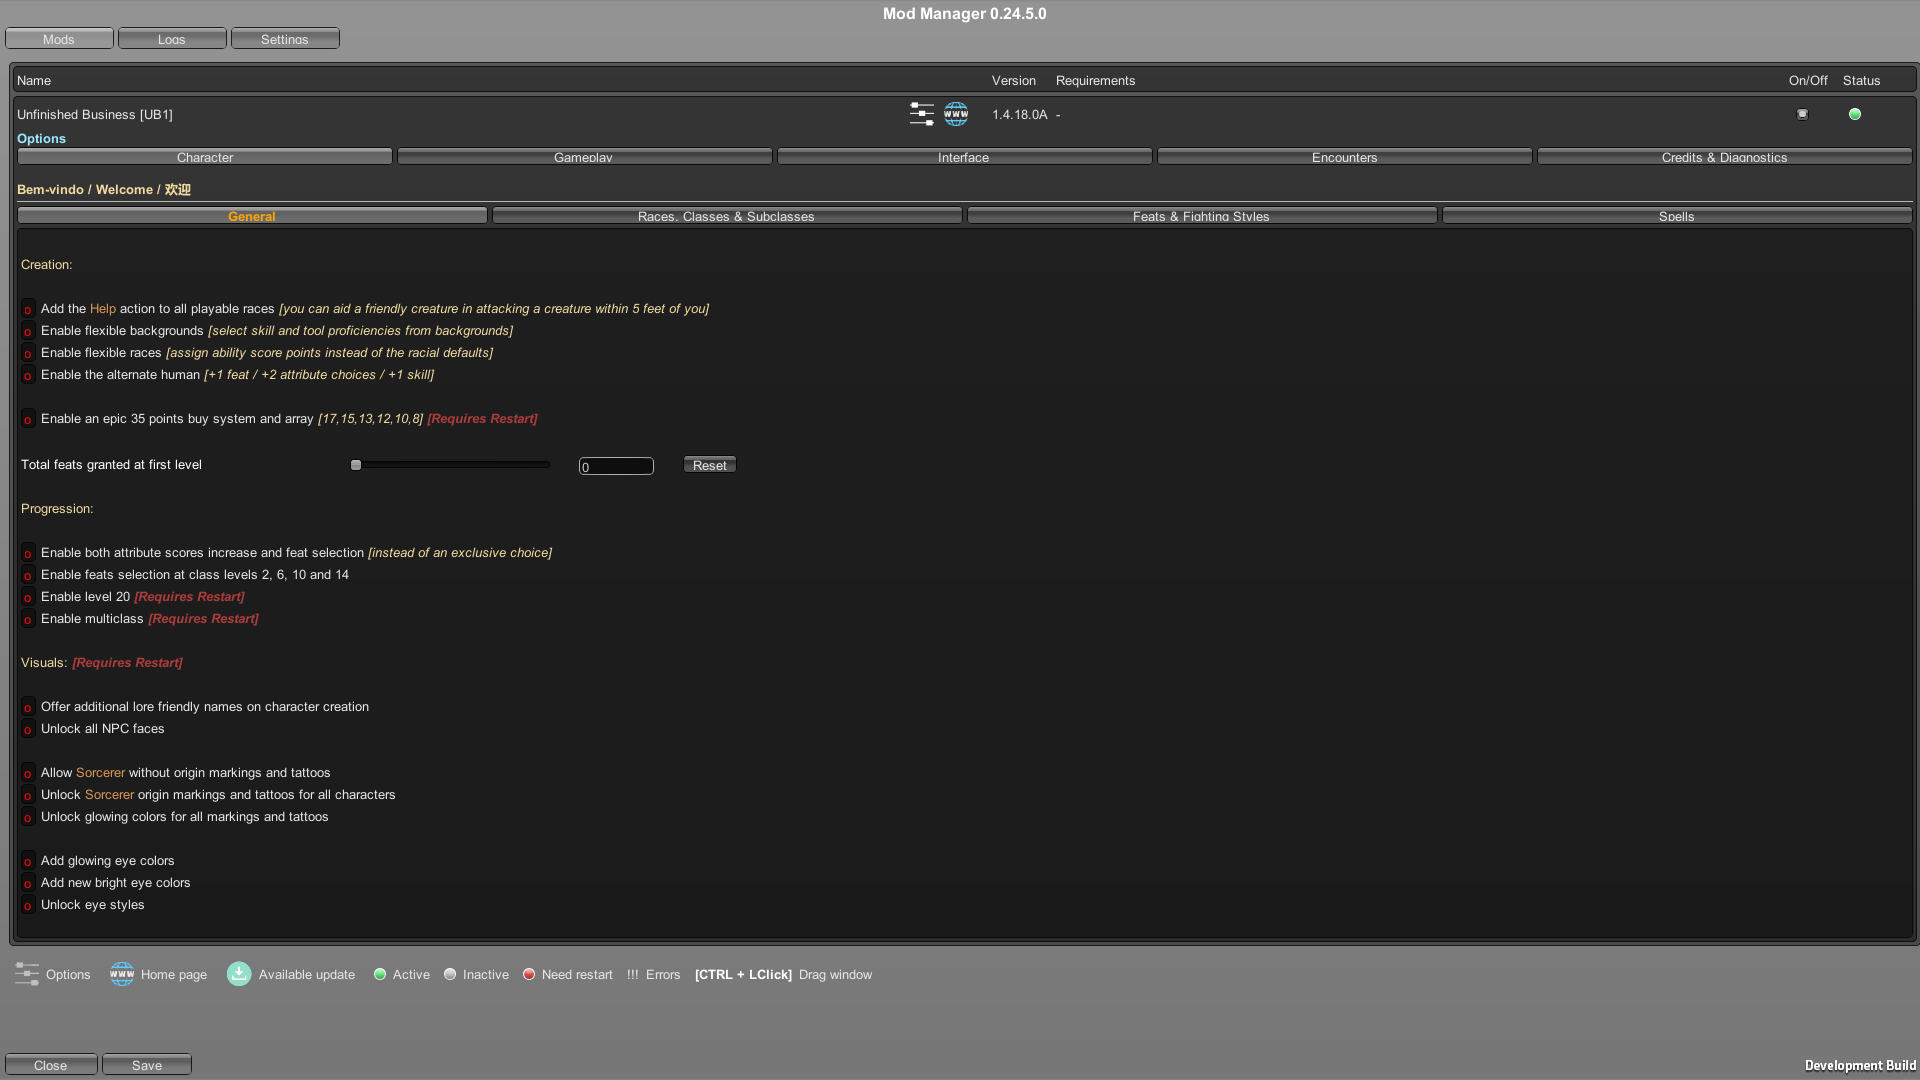 Mod Manager 0.24.5.0
Mods Logs Settings
Name Version Requirements On/Off Status
Unfinished Business [UB1] www 1.4.18.0A - 
Options
Character Gameplay Interface Encounters Credits & Diagnostics
Bem-vindo / Welcome / 欢迎
General Races, Classes & Subclasses Feats & Fighting Styles Spells
Creation:
o Add the Help action to all playable races [you can aid a friendly creature in attacking a creature within 5 feet of you]
o Enable flexible backgrounds [select skill and tool proficiencies from backgrounds]
o Enable flexible races [assign ability score points instead of the racial defaults]
o Enable the alternate human [+1 feat / +2 attribute choices / +1 skill]
o Enable an epic 35 points buy system and array [17,15,13,12,10,8] [Requires Restart]
Total feats granted at first level 0 Reset
Progression:
o Enable both attribute scores increase and feat selection [instead of an exclusive choice]
o Enable feats selection at class levels 2, 6, 10 and 14
o Enable level 20 [Requires Restart]
o Enable multiclass [Requires Restart]
Visuals: [Requires Restart]
o Offer additional lore friendly names on character creation
o Unlock all NPC faces
o Allow Sorcerer without origin markings and tattoos
o Unlock Sorcerer origin markings and tattoos for all characters
o Unlock glowing colors for all markings and tattoos
o Add glowing eye colors
o Add new bright eye colors
o Unlock eye styles
Options www Home page Available update Active Inactive Need restart !!! Errors [CTRL + LClick] Drag window
Close Save Development Build